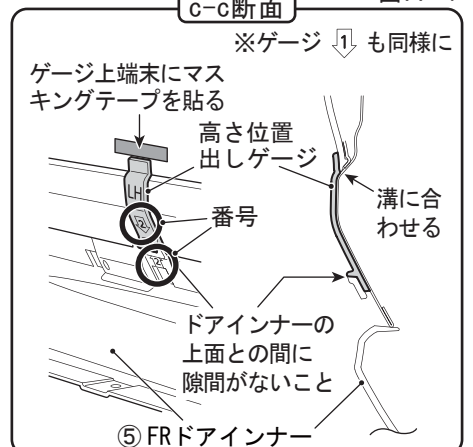 c-c断面
※ゲージ 1 も同様に
ゲージ上端末にマス
キングテープを貼る
高さ位置
出しゲージ
LH
溝に合
わせる
2
番号
2
ドアインナーの
上面との間に
隙間がないこと
⑤ FRドアインナー